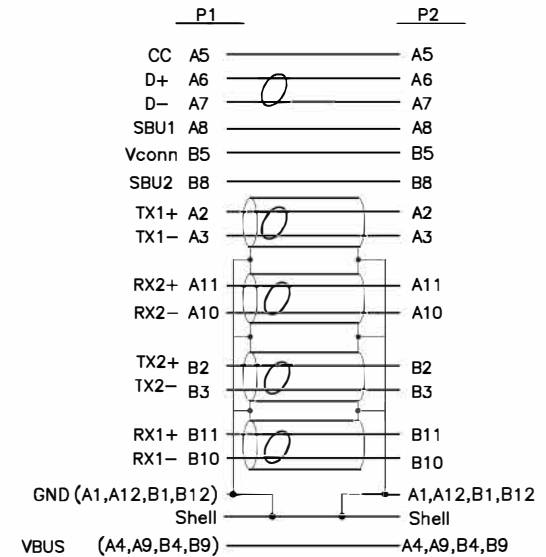 P1 P2
CC A5 A5
D+ A6 A6
D− A7 A7
SBU1 A8 A8
Vconn B5 B5
SBU2 B8 B8
TX1+ A2 A2
TX1− A3 A3
RX2+ A11 A11
RX2− A10 A10
TX2+ B2 B2
TX2− B3 B3
RX1+ B11 B11
RX1− B10 B10
GND (A1,A12,B1,B12) A1,A12,B1,B12
Shell Shell
VBUS (A4,A9,B4,B9) A4,A9,B4,B9